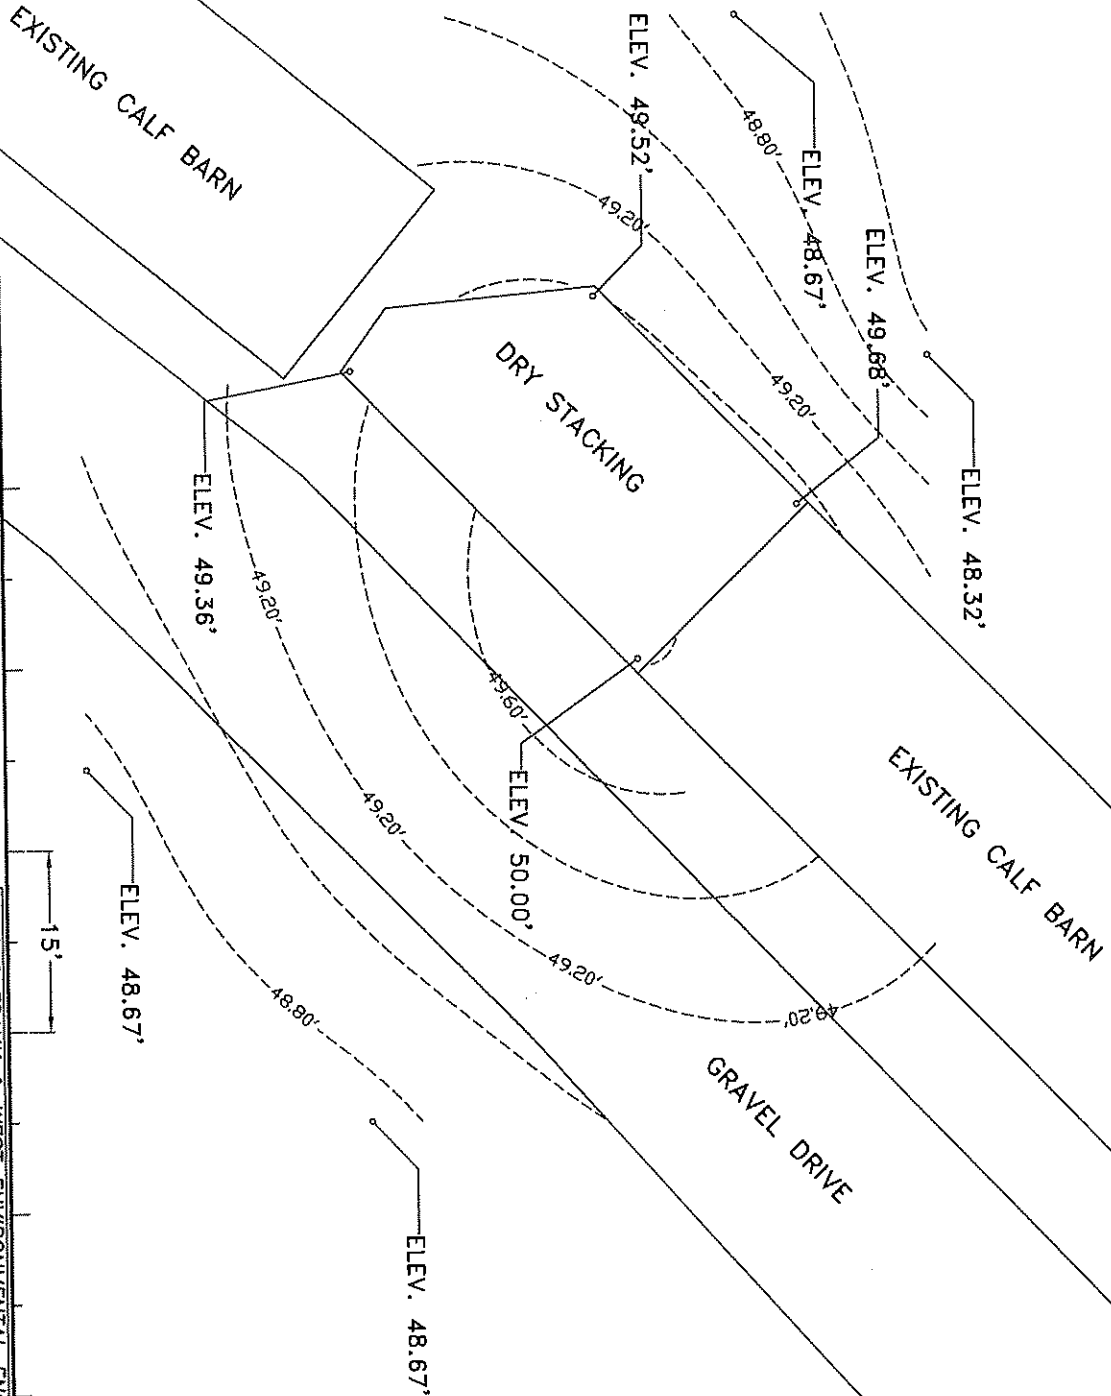 EXISTING CALF BARN
ELEV. 49.52'
48.80'
ELEV. 48.67'
ELEV. 49.68'
49.20'
DRY STACKING
49.20'
ELEV. 48.32'
ELEV. 49.36'
49.20'
49.60'
49.20'
ELEV. 50.00'
EXISTING CALF BARN
15'
ELEV. 48.67'
48.80'
49.20'
49.20'
GRAVEL DRIVE
ELEV. 48.67'
WEST ENVIRONMENTAL